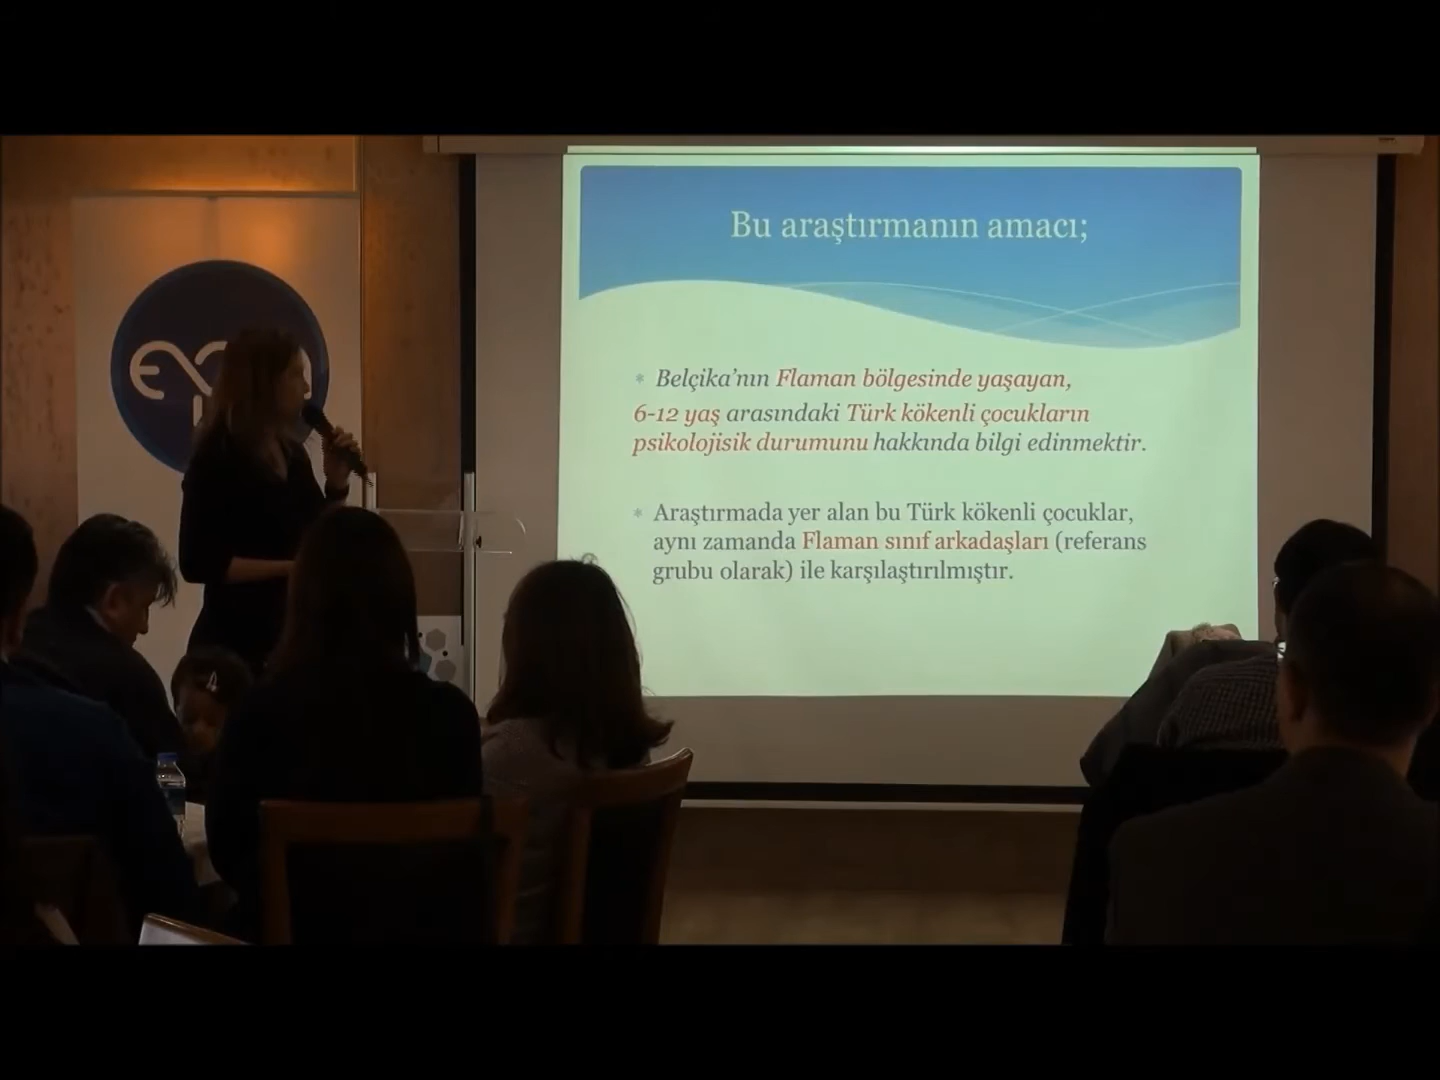 Bu araştırmanın amacı;
* Belçika'nın Flaman bölgesinde yaşayan,
6-12 yaş arasındaki Türk kökenli çocukların
psikolojisik durumunu hakkında bilgi edinmektir.
* Araştırmada yer alan bu Türk kökenli çocuklar,
aynı zamanda Flaman sınıf arkadaşları (referans
grubu olarak) ile karşılaştırılmıştır.